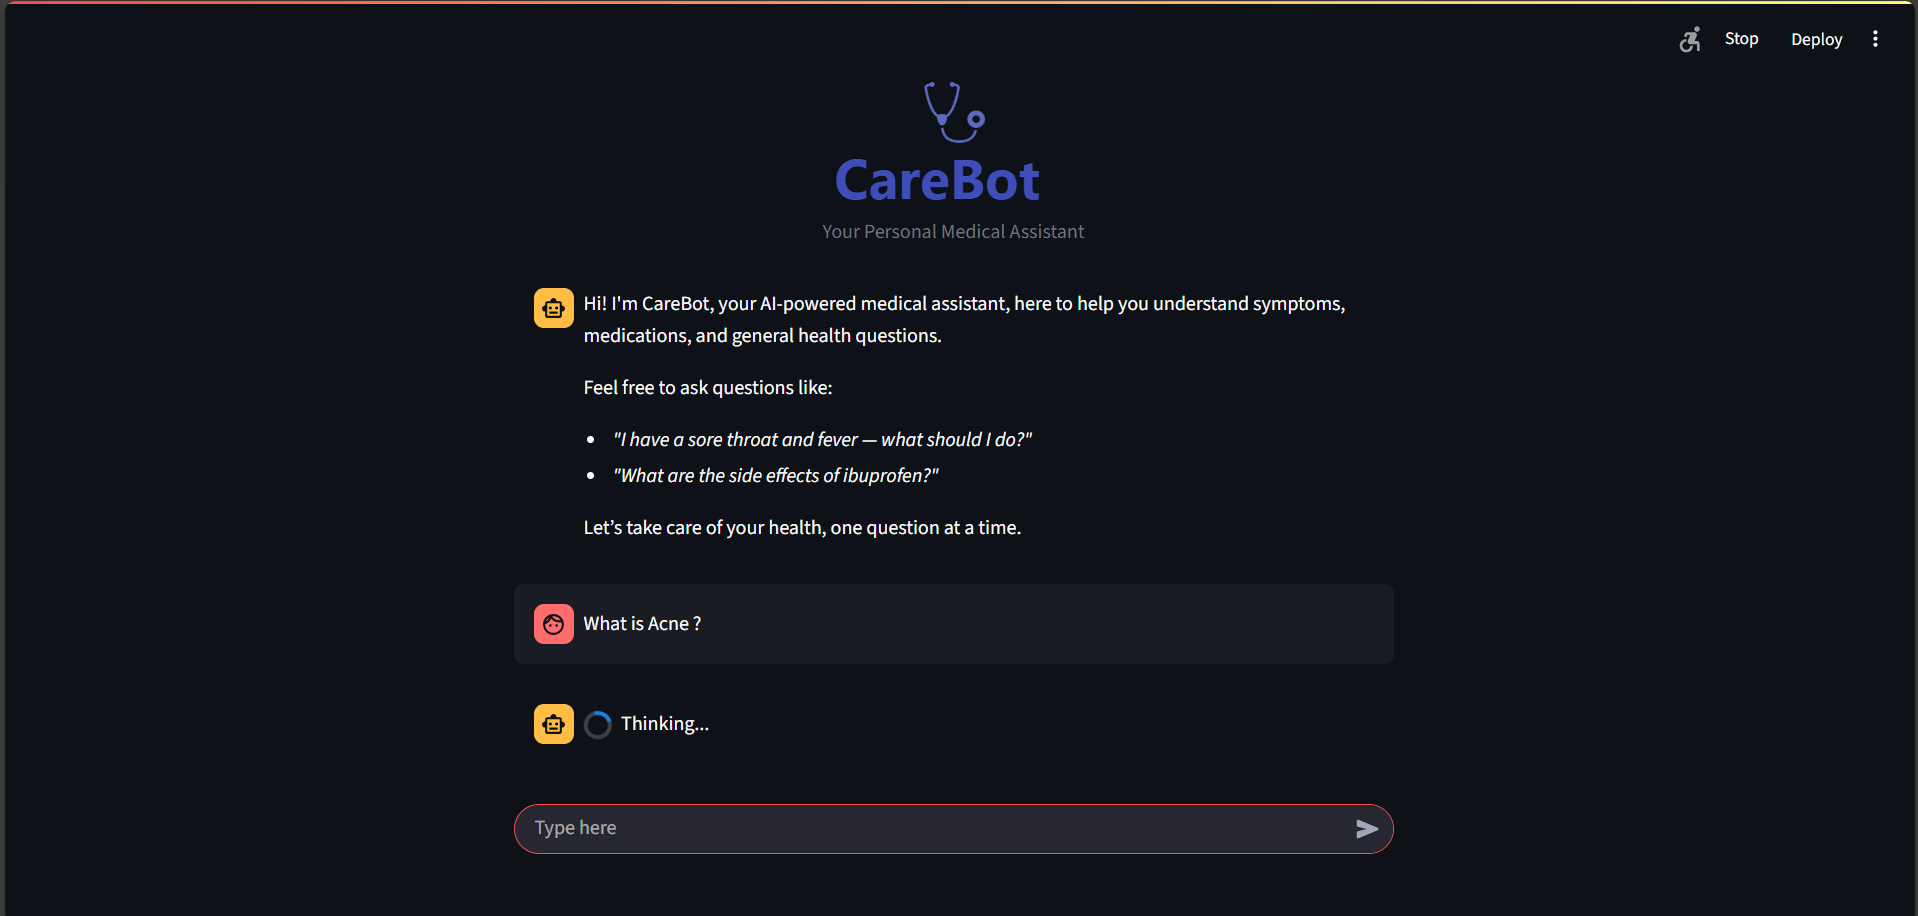 Stop Deploy
CareBot
Your Personal Medical Assistant
Hi! I'm CareBot, your AI-powered medical assistant, here to help you understand symptoms,
medications, and general health questions.
Feel free to ask questions like:
• "I have a sore throat and fever — what should I do?"
• "What are the side effects of ibuprofen?"
Let’s take care of your health, one question at a time.
What is Acne ?
Thinking...
Type here